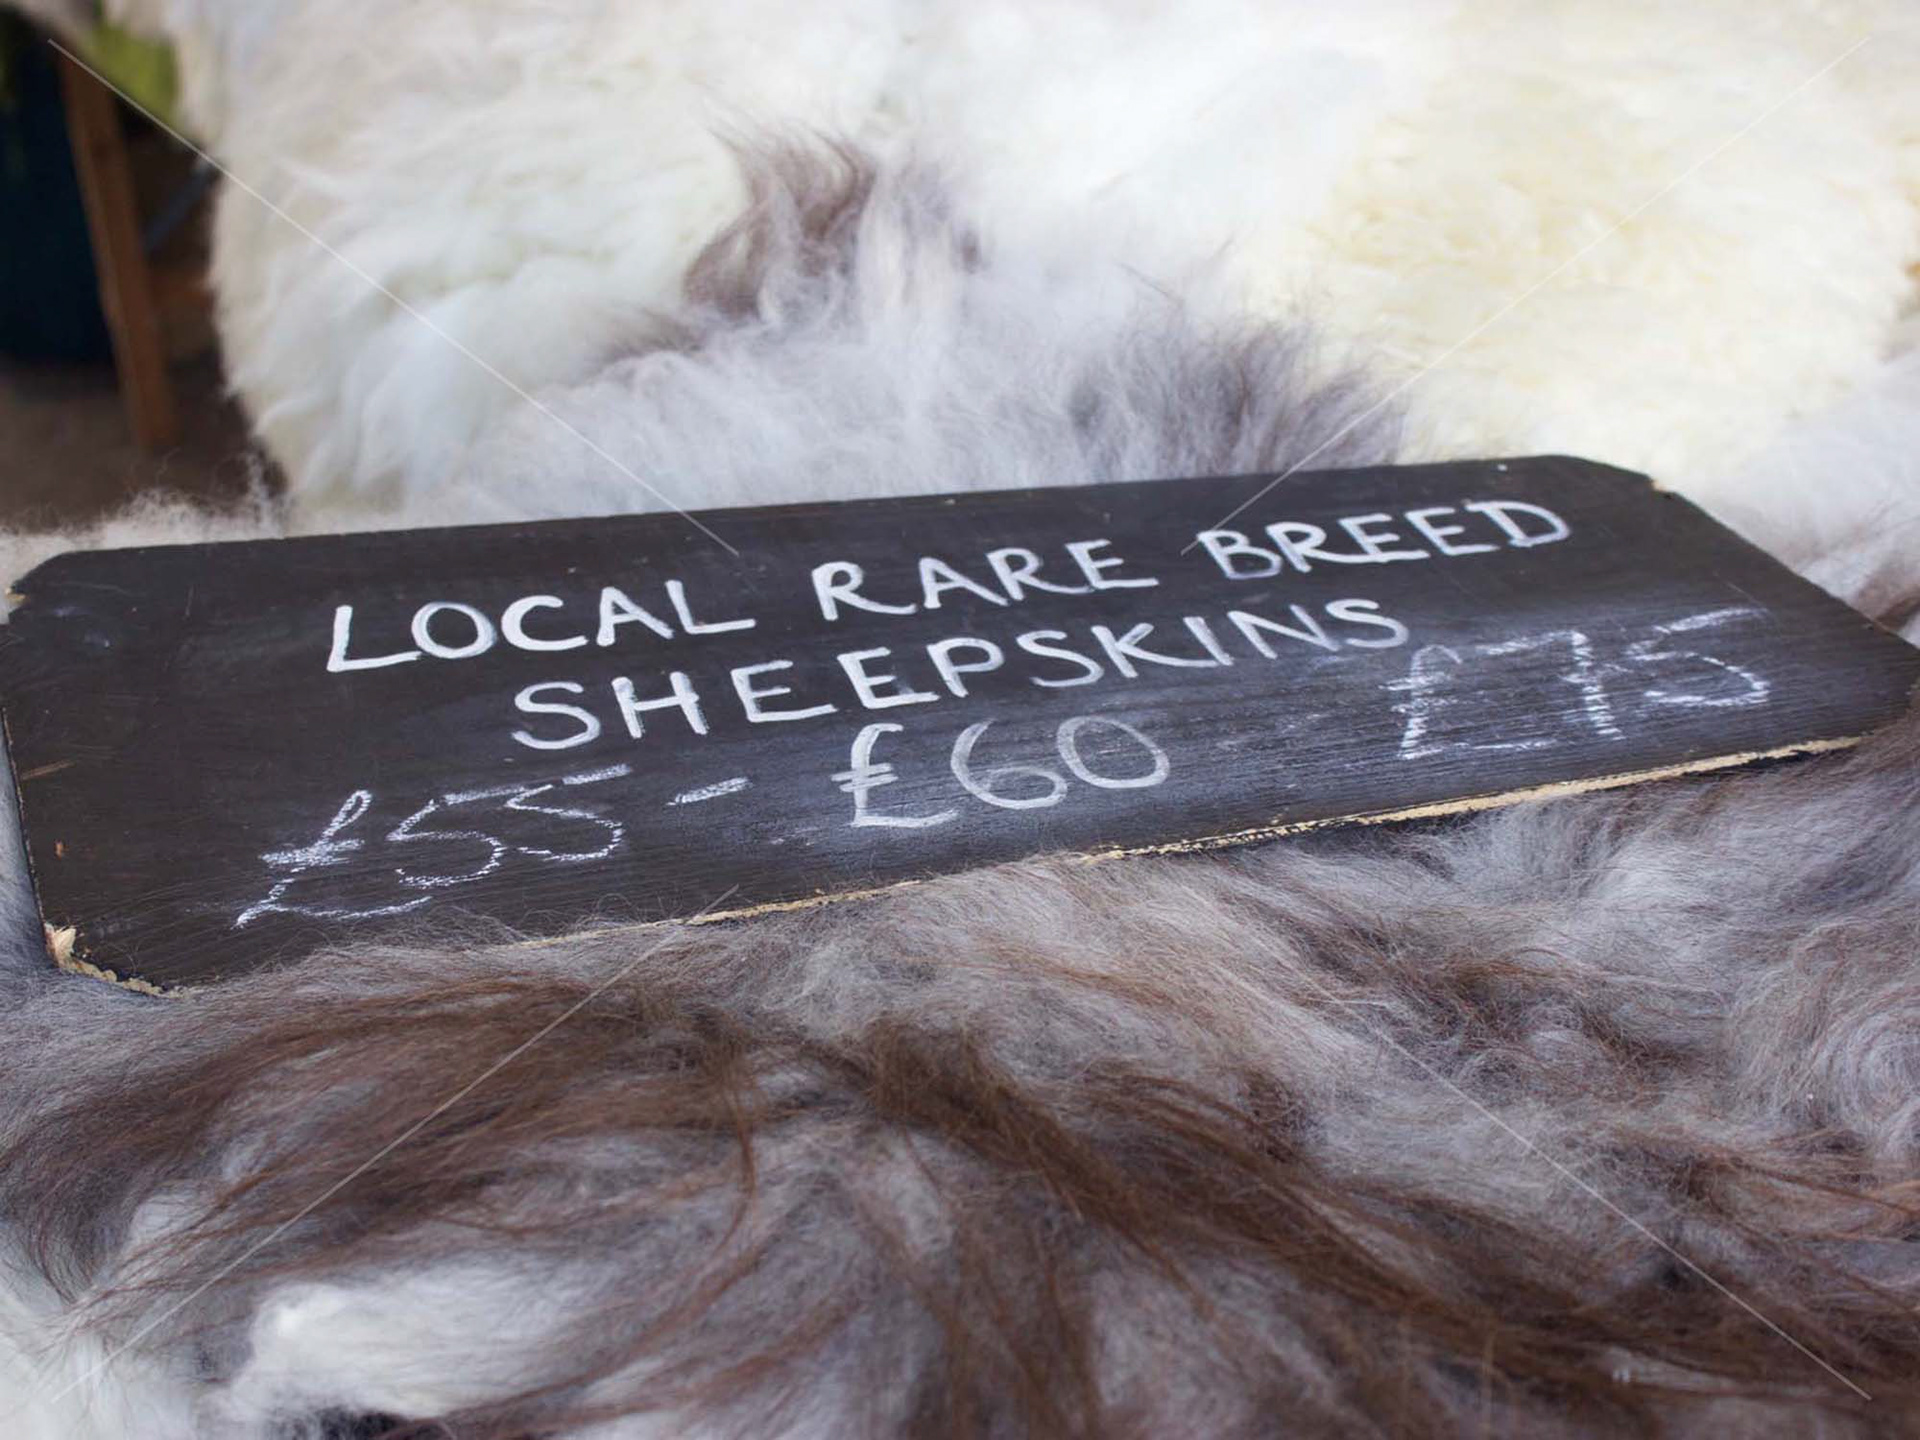 LOCAL RARE BREED
SHEEPSKINS
£55 - £60 £75